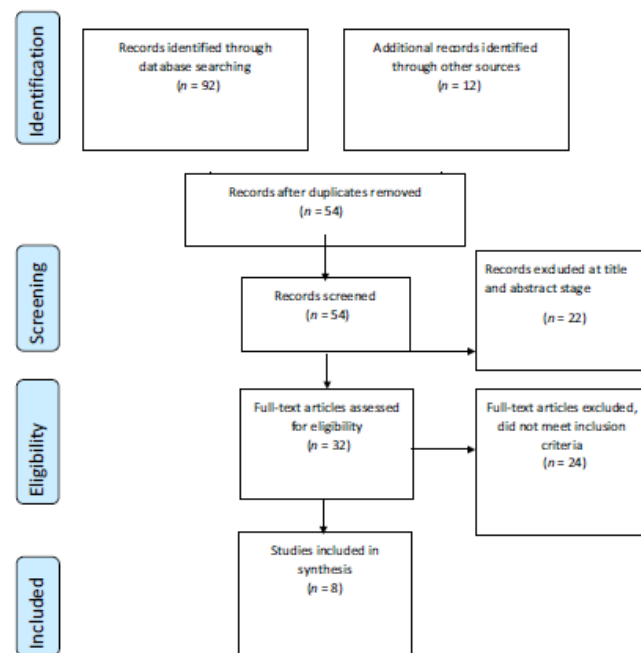 Identification
Records identified through
database searching
(n = 92)
Additional records identified
through other sources
(n = 12)
Records after duplicates removed
(n = 54)
Screening
Records screened
(n = 54)
Records excluded at title
and abstract stage
(n = 22)
Eligibility
Full-text articles assessed
for eligibility
(n = 32)
Full-text articles excluded,
did not meet inclusion
criteria
(n = 24)
Included
Studies included in
synthesis
(n = 8)